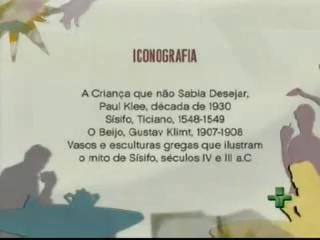 ICONOGRAFIA
A Criança que não Sabia Desejar,
Paul Klee, década de 1930
Sísifo, Ticiano, 1548-1549
O Beijo, Gustav Klimt, 1907-1908
Vasos e esculturas gregas que ilustram
o mito de Sísifo, séculos IV e III a.C